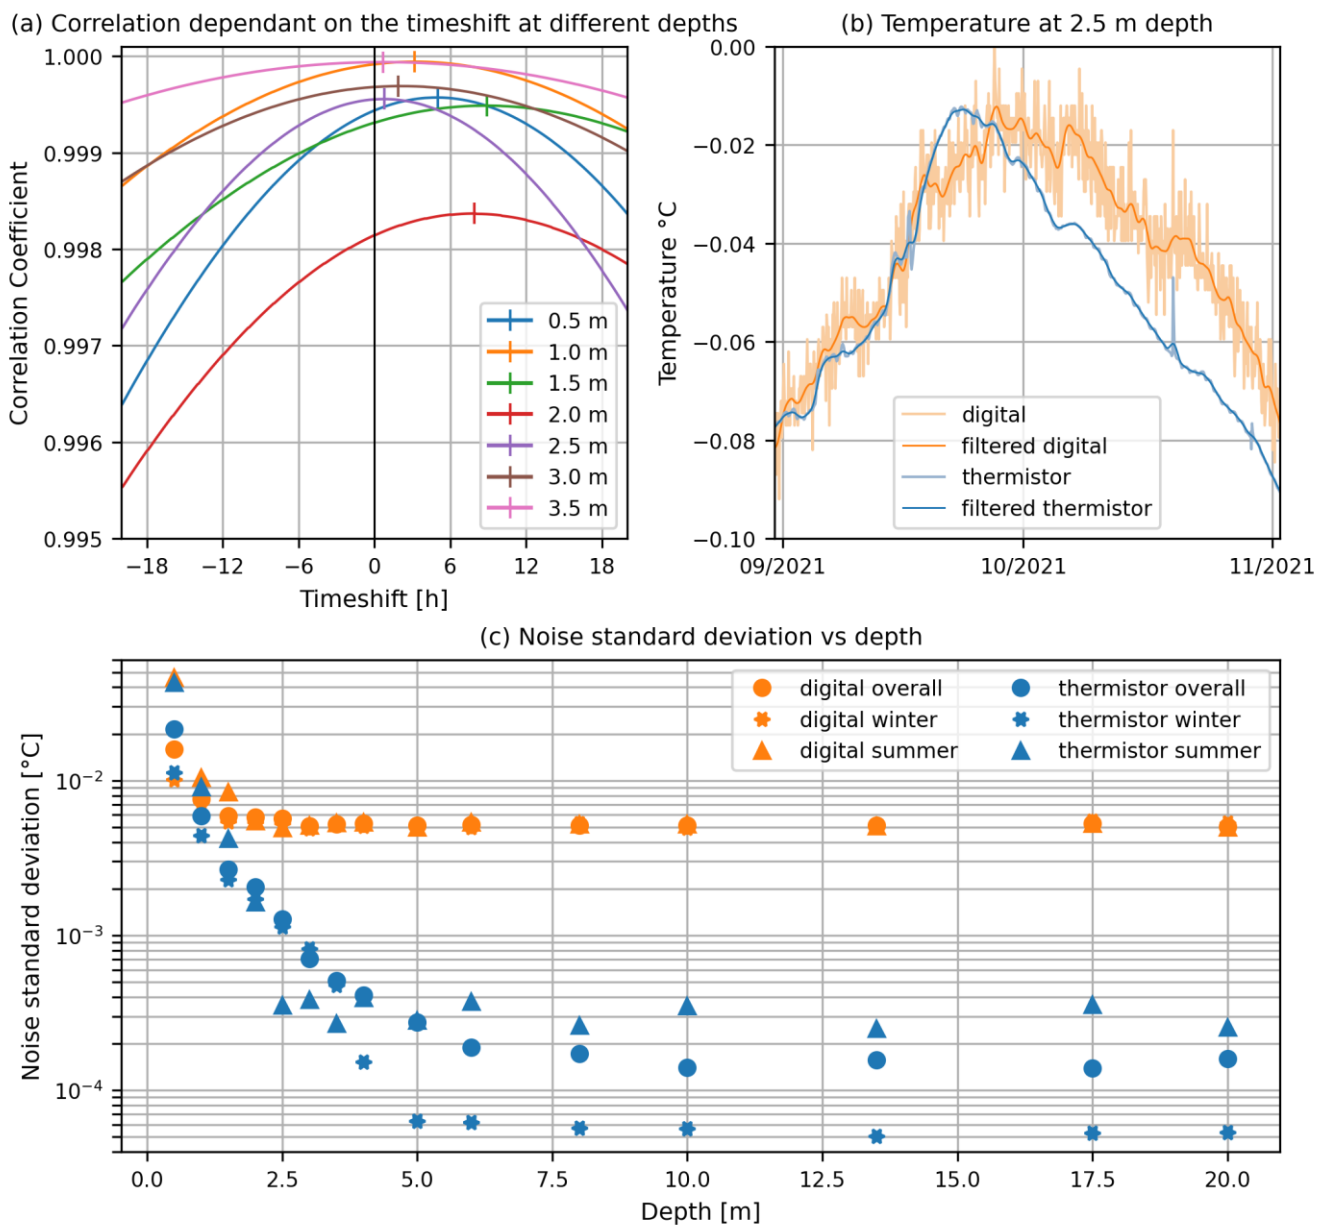 (a) Correlation dependant on the timeshift at different depths
(b) Temperature at 2.5 m depth
1.000
0.999
0.998
0.997
0.996
0.995
Correlation Coefficient
−18
−12
−6
0
6
12
18
Timeshift [h]
0.5 m
1.0 m
1.5 m
2.0 m
2.5 m
3.0 m
3.5 m
0.00
−0.02
−0.04
−0.06
−0.08
−0.10
Temperature °C
09/2021
10/2021
11/2021
digital
filtered digital
thermistor
filtered thermistor
(c) Noise standard deviation vs depth
10−2
10−3
10−4
Noise standard deviation [°C]
digital overall
digital winter
digital summer
thermistor overall
thermistor winter
thermistor summer
0.0
2.5
5.0
7.5
10.0
12.5
15.0
17.5
20.0
Depth [m]